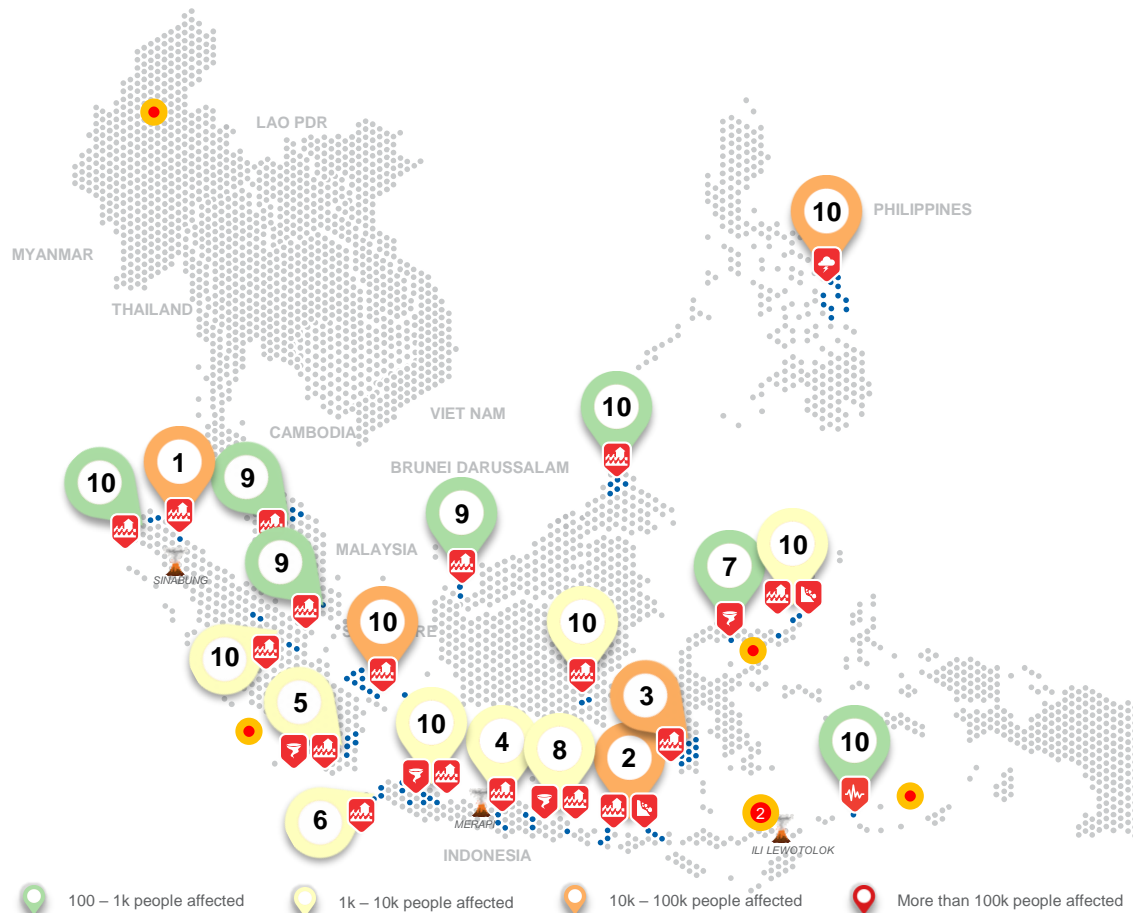 LAO PDR
10
PHILIPPINES
MYANMAR
THAILAND
10
VIET NAM
CAMBODIA
1
BRUNEI DARUSSALAM
10
9
9
MALAYSIA
10
7
9
SINABUNG
10
10
10
3
5
10
4
8
2
10
6
MERAPI
2
INDONESIA
ILI LEWOTOLOK
100 – 1k people affected
1k – 10k people affected
10k – 100k people affected
More than 100k people affected